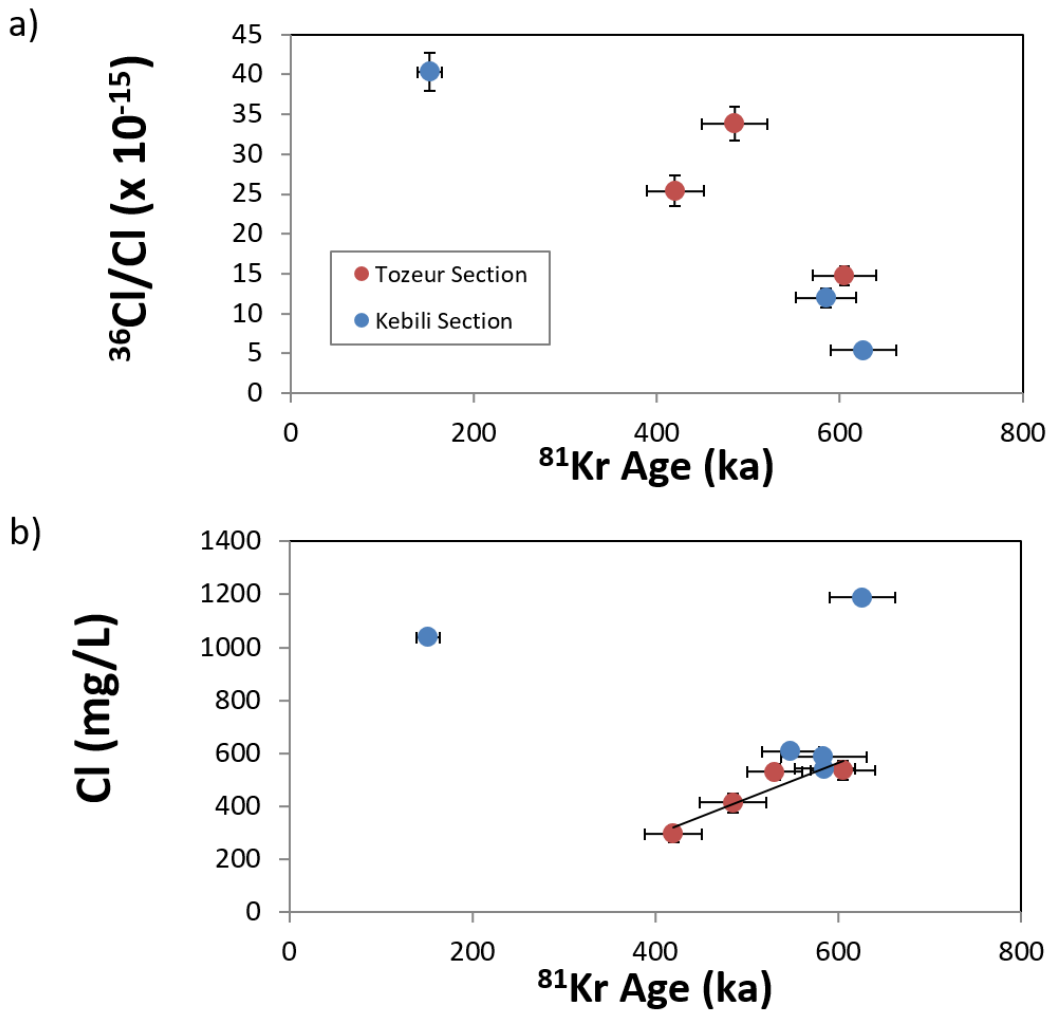 a)
³⁶Cl/Cl (x 10⁻¹⁵)
45
40
35
30
25
20
15
10
5
0
Tozeur Section
Kebili Section
0 200 400 600 800
⁸¹Kr Age (ka)
b)
Cl (mg/L)
1400
1200
1000
800
600
400
200
0
0 200 400 600 800
⁸¹Kr Age (ka)